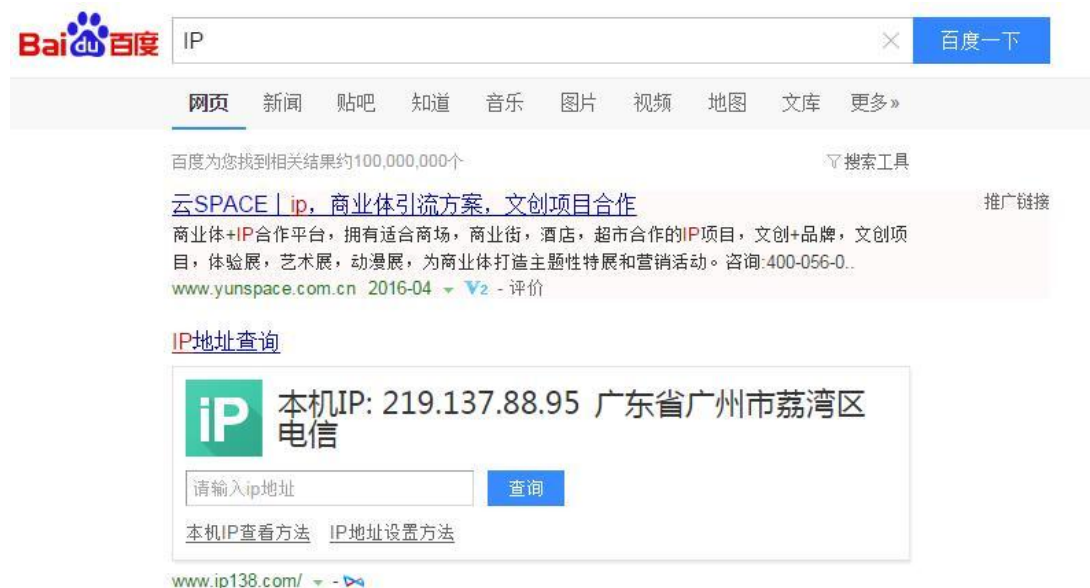 Bai du 百度 IP × 百度一下
网页 新闻 贴吧 知道 音乐 图片 视频 地图 文库 更多»
百度为您找到相关结果约100,000,000个 搜索工具
云SPACE丨ip，商业体引流方案，文创项目合作 推广链接
商业体+IP合作平台，拥有适合商场，商业街，酒店，超市合作的IP项目，文创+品牌，文创项
目，体验展，艺术展，动漫展，为商业体打造主题性特展和营销活动。咨询:400-056-0..
www.yunspace.com.cn 2016-04 V2 - 评价
IP地址查询
iP 本机IP: 219.137.88.95 广东省广州市荔湾区
电信
请输入ip地址 查询
本机IP查看方法 IP地址设置方法
www.ip138.com/ -